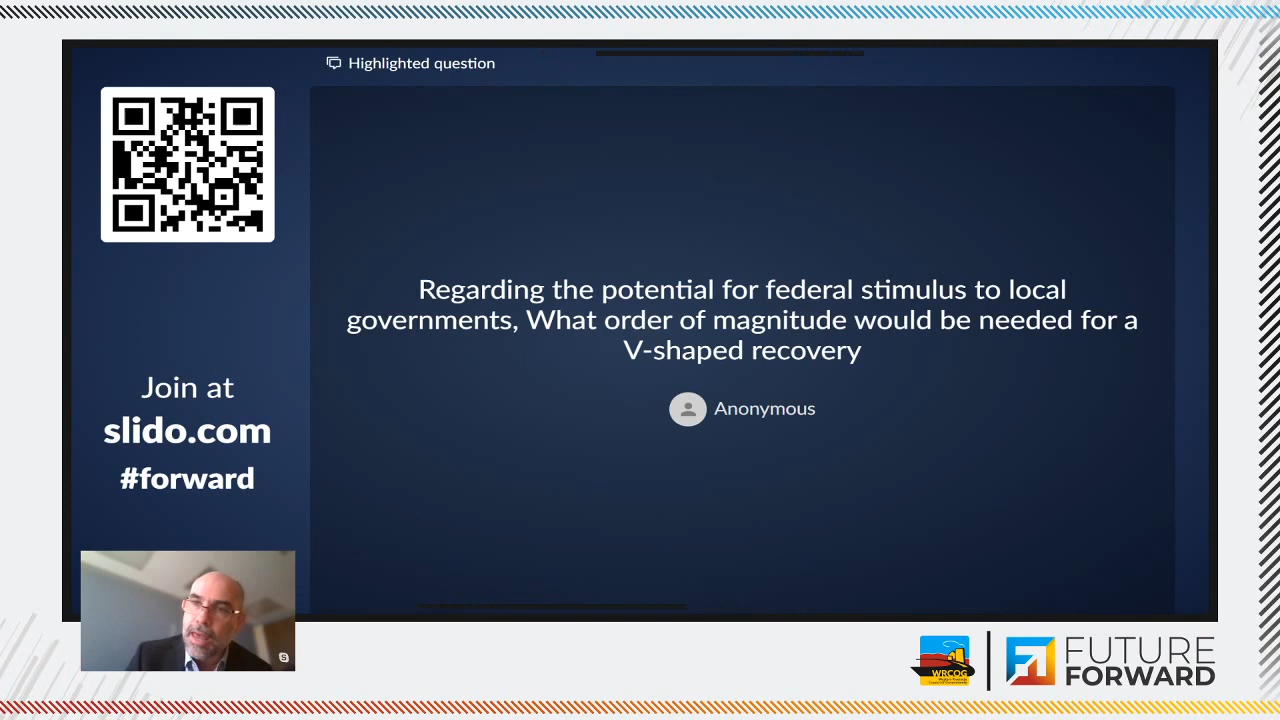 Highlighted question
Regarding the potential for federal stimulus to local
governments, What order of magnitude would be needed for a
V-shaped recovery
Anonymous
Join at
slido.com
#forward
WRCOG
FUTURE
FORWARD